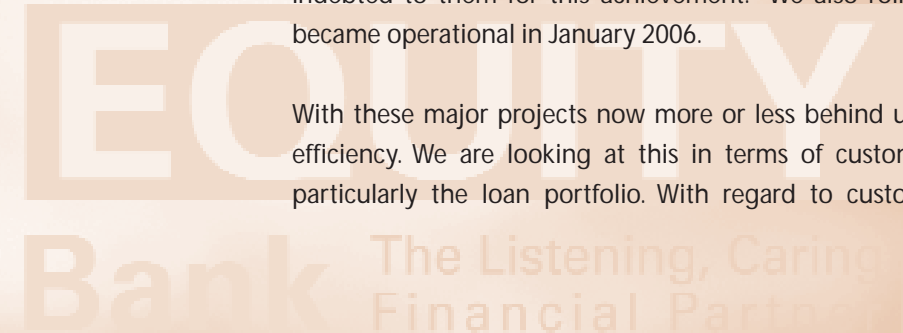 indebted to them for this achievement. We also
became operational in January 2006.
With these major projects now more or less behind
efficiency. We are looking at this in terms of
particularly the loan portfolio. With regard to
EQUITY
Bank
The Listening, Caring
Financial Partner